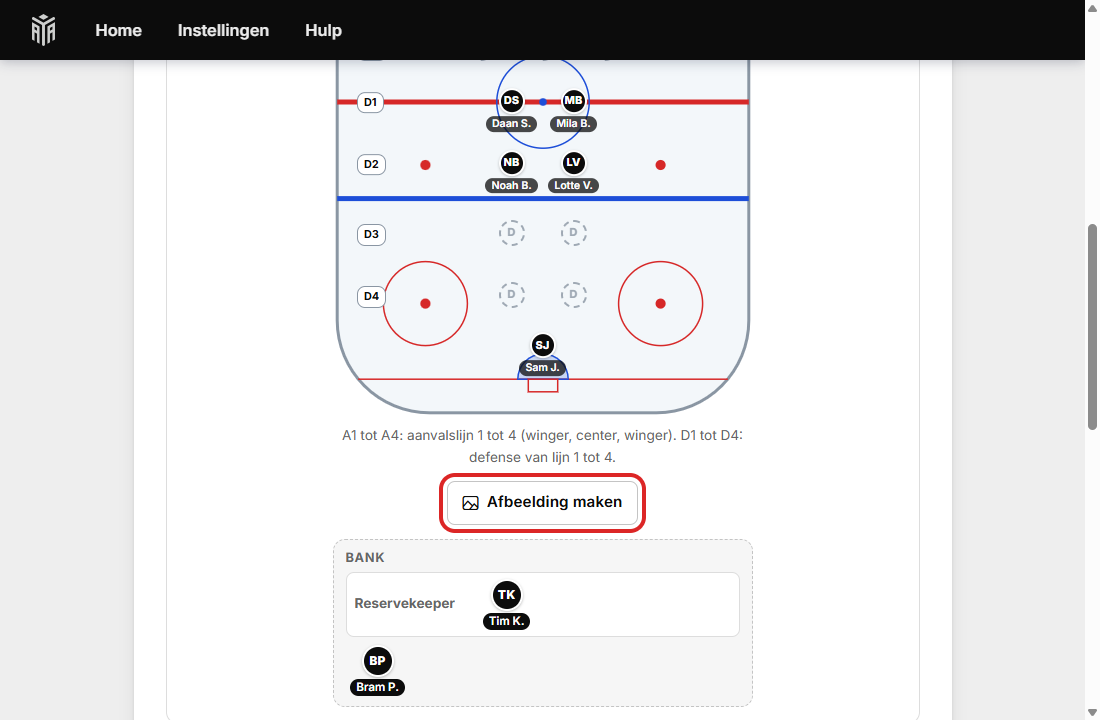 Home Instellingen Hulp
D1 DS MB
Daan S. Mila B.
D2 NB LV
Noah B. Lotte V.
D3 D D
D4 D D
SJ
Sam J.
A1 tot A4: aanvalslijn 1 tot 4 (winger, center, winger). D1 tot D4:
defense van lijn 1 tot 4.
Afbeelding maken
BANK
Reservekeeper TK
Tim K.
BP
Bram P.